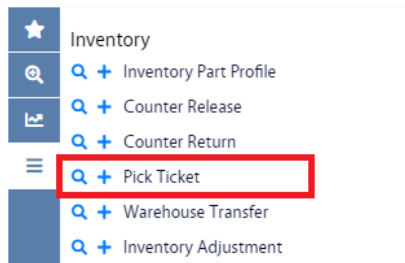 Inventory
Inventory Part Profile
Counter Release
Counter Return
Pick Ticket
Warehouse Transfer
Inventory Adjustment